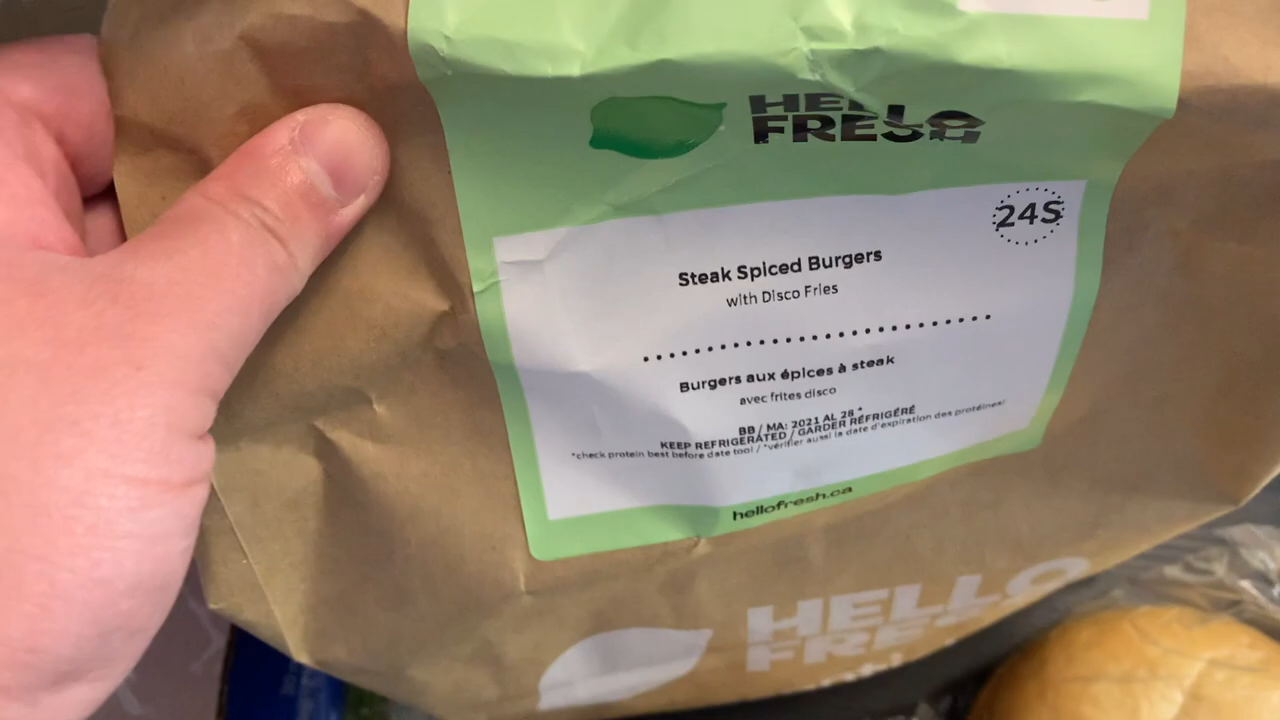 HELLO
FRESH
24S
Steak Spiced Burgers
with Disco Fries
Burgers aux épices à steak
avec frites disco
BB / MA: 2021 AL 28 *
KEEP REFRIGERATED / GARDER RÉFRIGÉRÉ
*check protein best before date too! / *vérifier aussi la date d'expiration des protéines!
hellofresh.ca
HELLO
FRESH